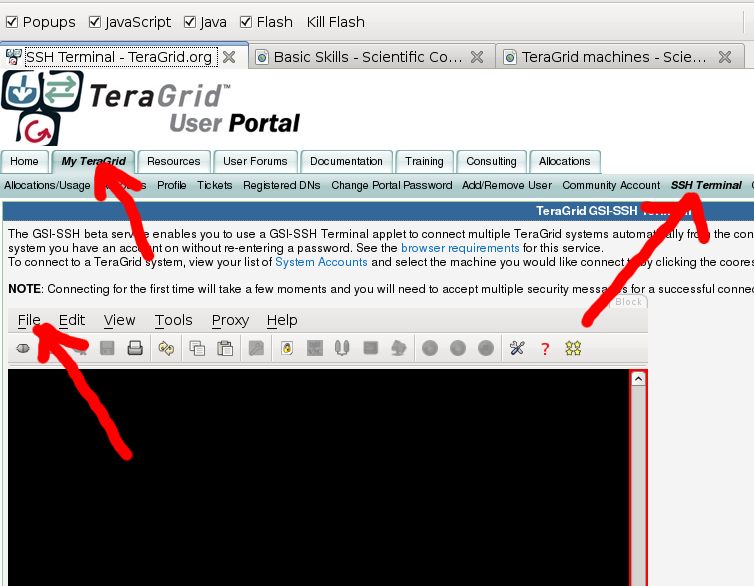 Popups JavaScript Java Flash Kill Flash
SSH Terminal - TeraGrid.org Basic Skills - Scientific Co... TeraGrid machines - Scie...
TeraGrid™
User Portal
Home My TeraGrid Resources User Forums Documentation Training Consulting Allocations
Allocations/Usage Profile Tickets Registered DNs Change Portal Password Add/Remove User Community Account SSH Terminal
TeraGrid GSI-SSH Terminal
The GSI-SSH beta service enables you to use a GSI-SSH Terminal applet to connect multiple TeraGrid systems automatically from the con
system you have an account on without re-entering a password. See the browser requirements for this service.
To connect to a TeraGrid system, view your list of System Accounts and select the machine you would like connect to by clicking the coores
NOTE: Connecting for the first time will take a few moments and you will need to accept multiple security messages for a successful connec
Block
File Edit View Tools Proxy Help